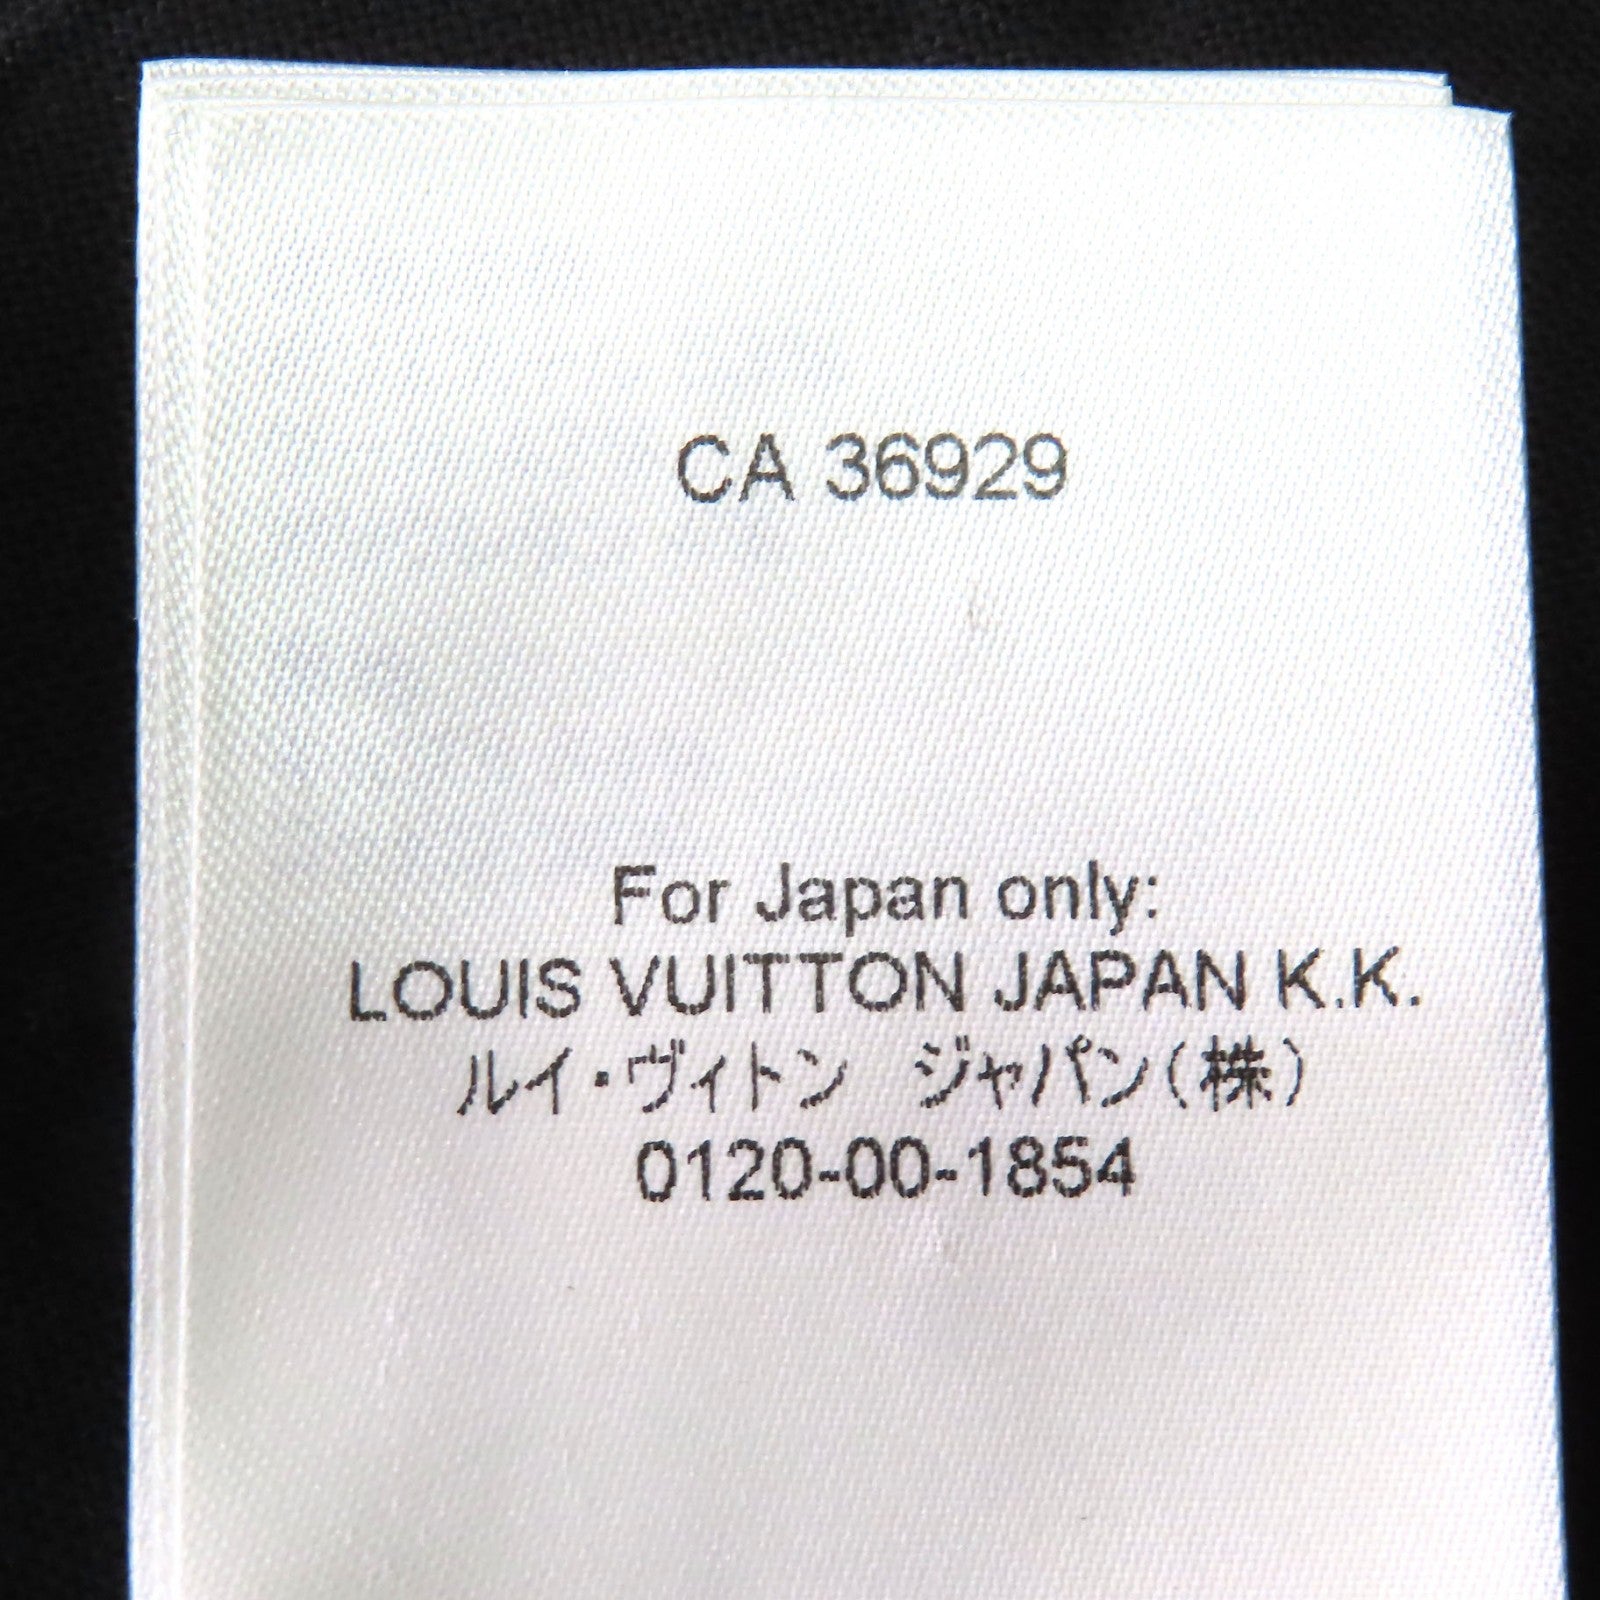 CA 36929
For Japan only:
LOUIS VUITTON JAPAN K.K.
ルイ・ヴィトン　ジャパン(株)
0120-00-1854